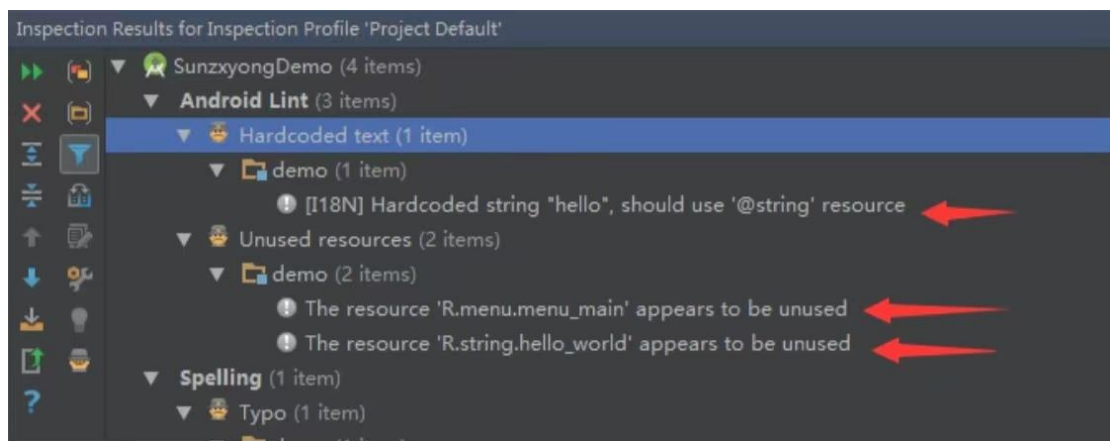 Inspection Results for Inspection Profile 'Project Default'
SunzxyongDemo (4 items)
Android Lint (3 items)
Hardcoded text (1 item)
demo (1 item)
[I18N] Hardcoded string "hello", should use '@string' resource
Unused resources (2 items)
demo (2 items)
The resource 'R.menu.menu_main' appears to be unused
The resource 'R.string.hello_world' appears to be unused
Spelling (1 item)
Typo (1 item)